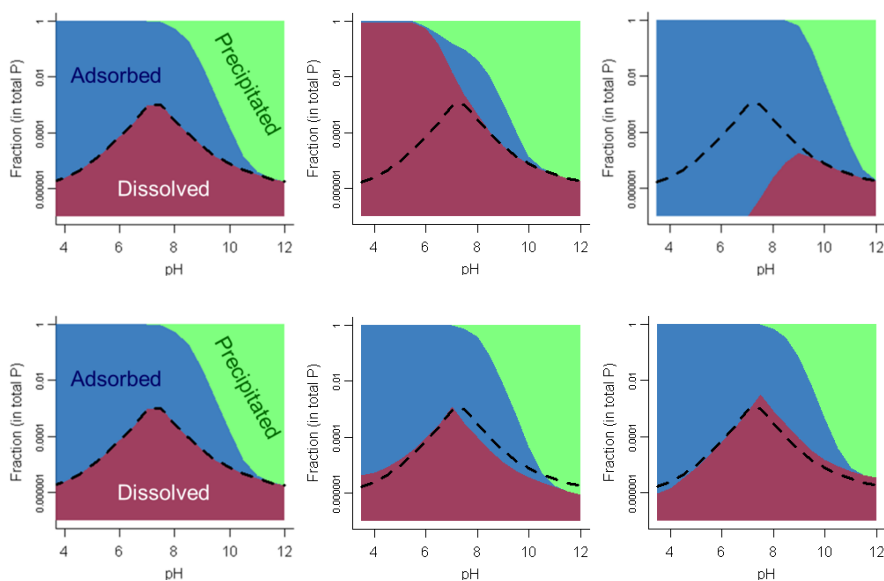 Fraction (in total P)
1
0.01
0.0001
0.000001
Adsorbed
Precipitated
Dissolved
4 6 8 10 12
pH
Fraction (in total P)
1
0.01
0.0001
0.000001
4 6 8 10 12
pH
Fraction (in total P)
1
0.01
0.0001
0.000001
4 6 8 10 12
pH
Fraction (in total P)
1
0.01
0.0001
0.000001
Adsorbed
Precipitated
Dissolved
4 6 8 10 12
pH
Fraction (in total P)
1
0.01
0.0001
0.000001
4 6 8 10 12
pH
Fraction (in total P)
1
0.01
0.0001
0.000001
4 6 8 10 12
pH